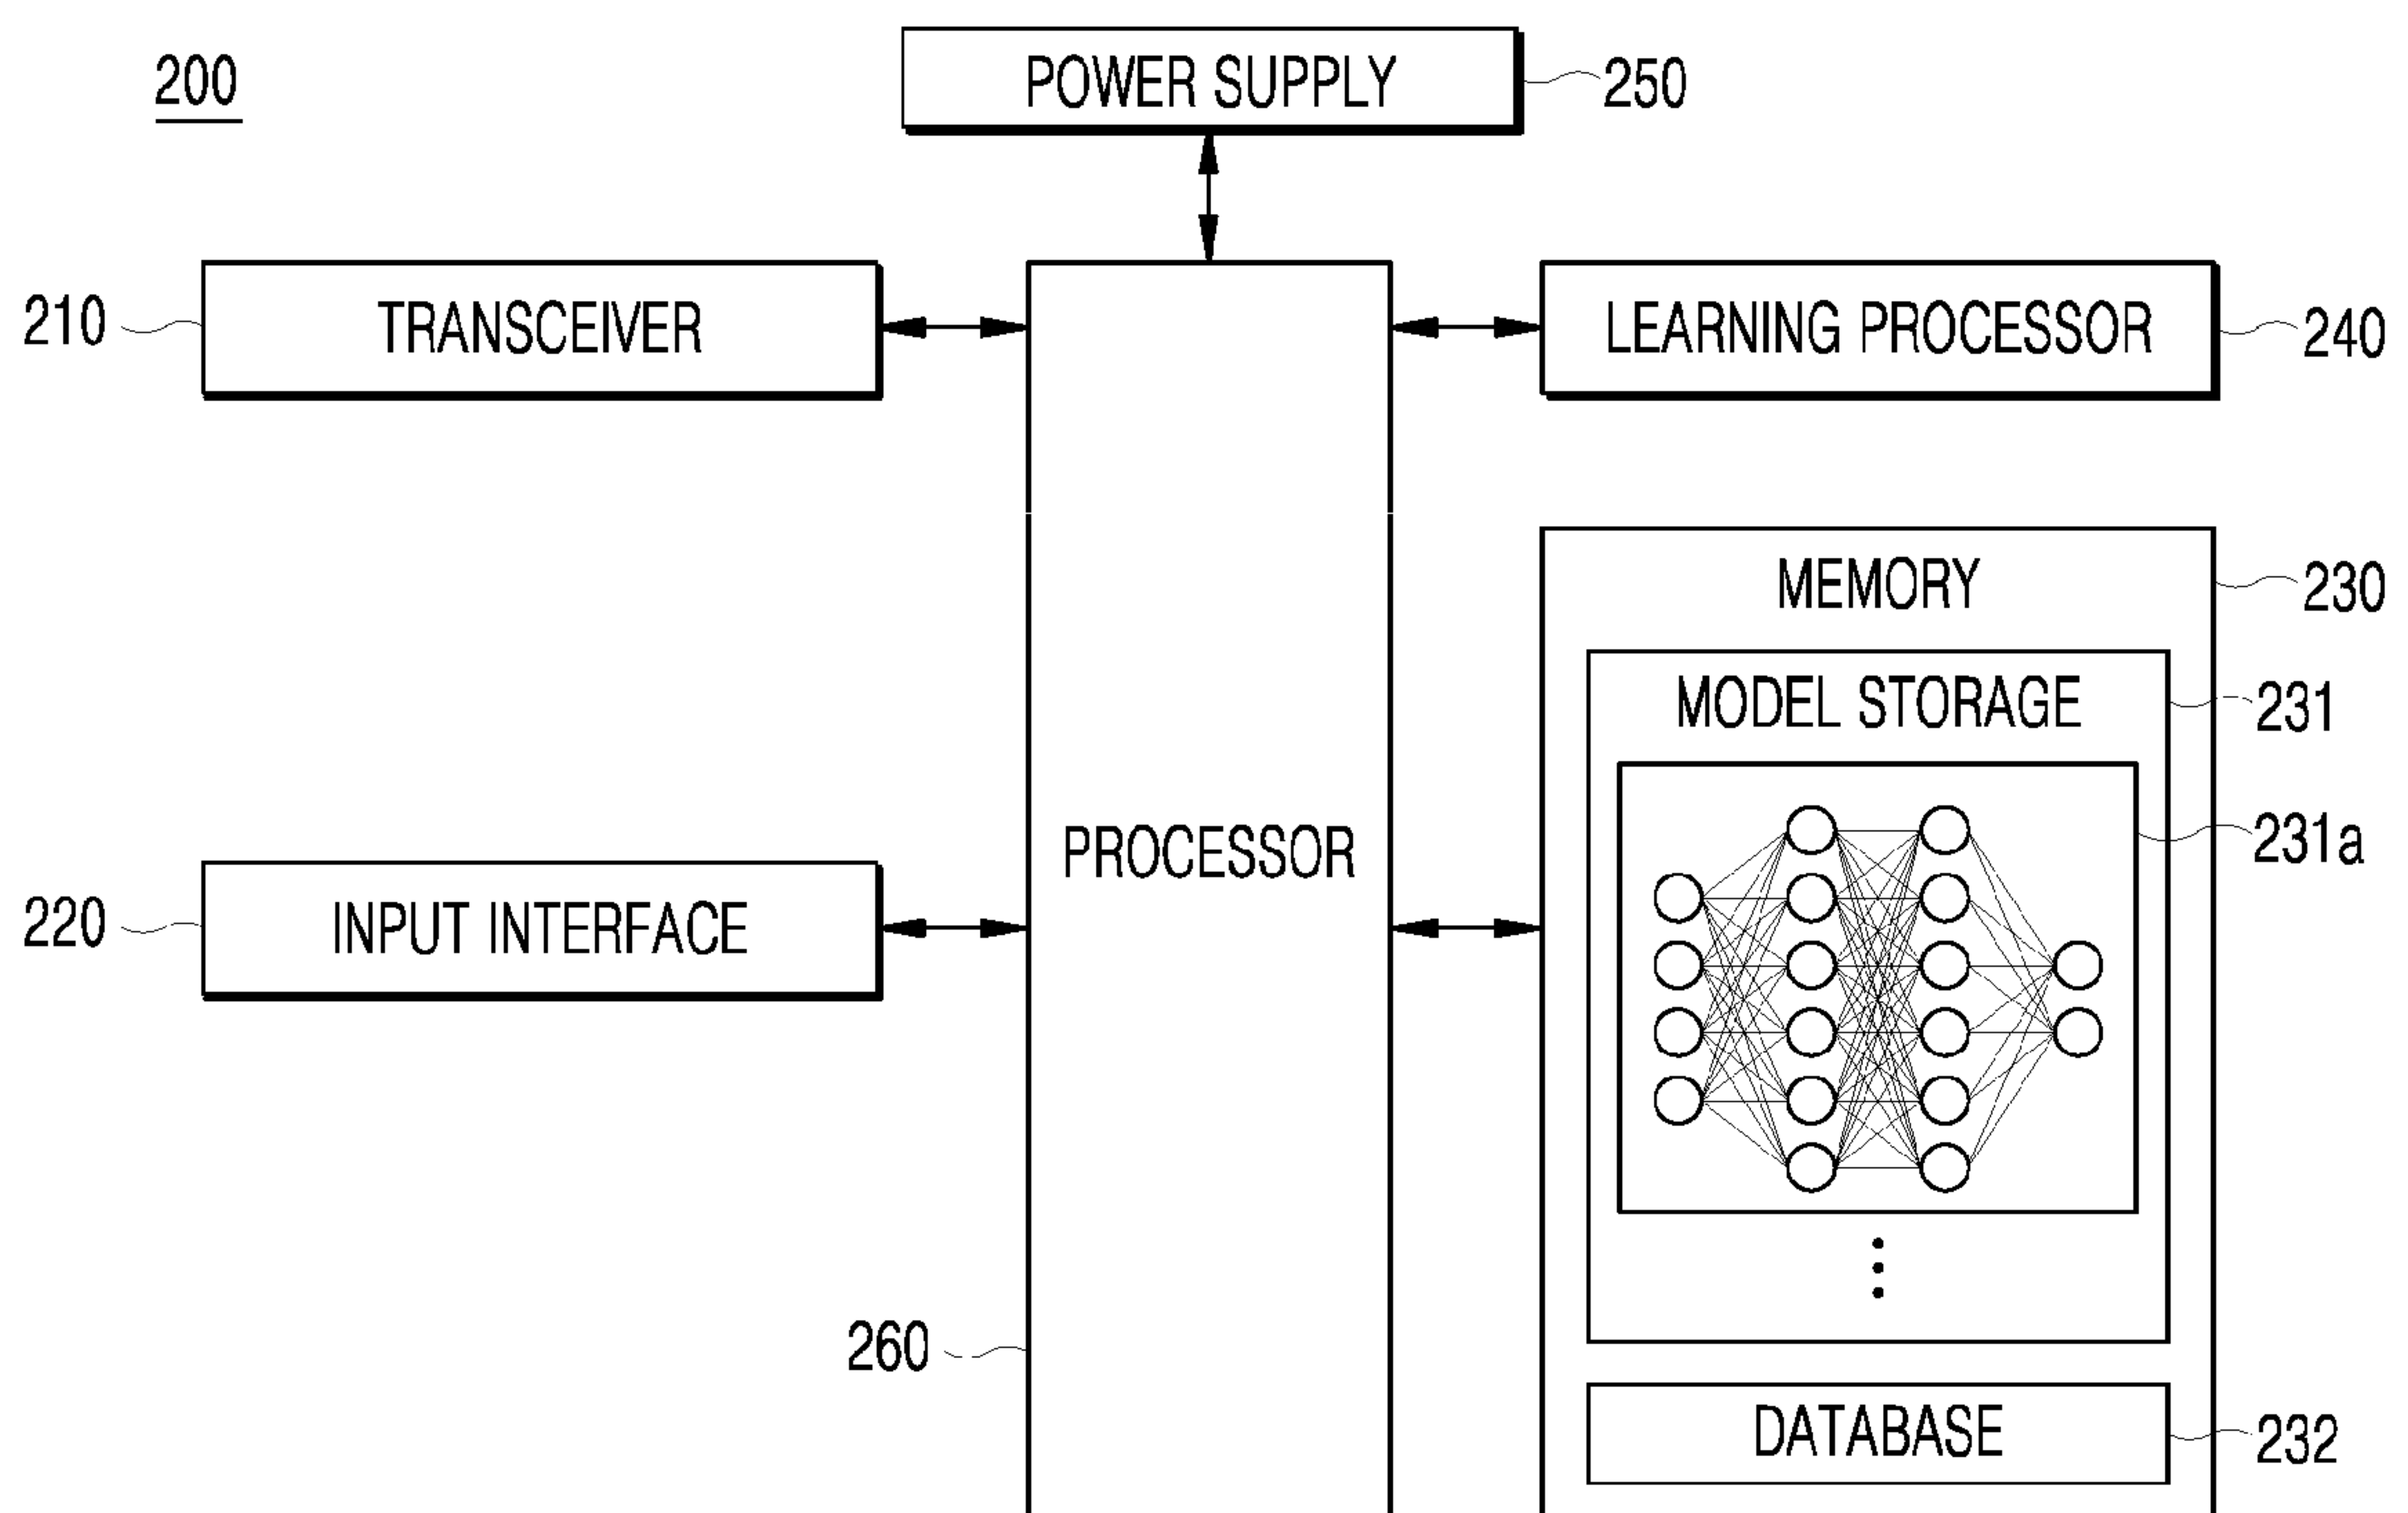 200
POWER SUPPLY
250
210
TRANSCEIVER
LEARNING PROCESSOR
240
MEMORY
230
MODEL STORAGE
231
231a
PROCESSOR
220
INPUT INTERFACE
260
DATABASE
232